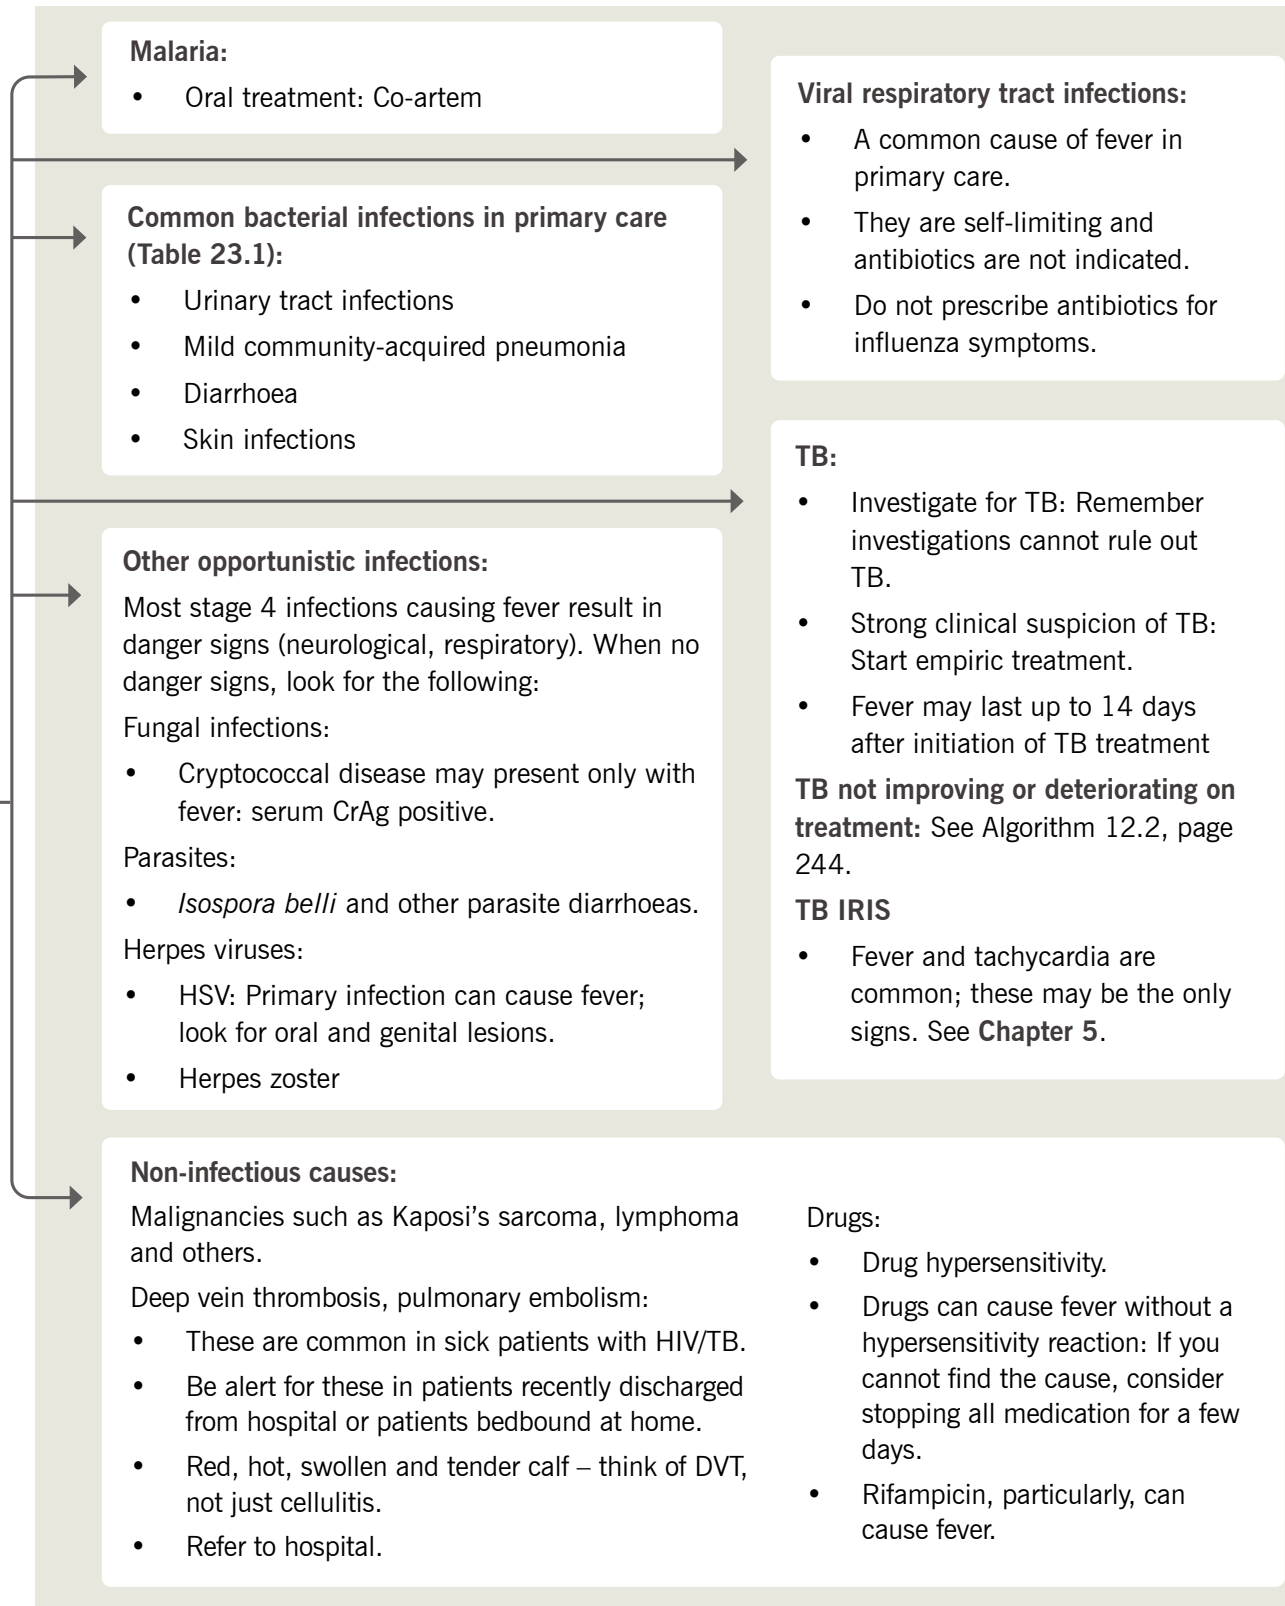 Malaria:
• Oral treatment: Co-artem
Viral respiratory tract infections:
• A common cause of fever in
primary care.
• They are self-limiting and
antibiotics are not indicated.
• Do not prescribe antibiotics for
influenza symptoms.
Common bacterial infections in primary care
(Table 23.1):
• Urinary tract infections
• Mild community-acquired pneumonia
• Diarrhoea
• Skin infections
TB:
• Investigate for TB: Remember
investigations cannot rule out
TB.
• Strong clinical suspicion of TB:
Start empiric treatment.
• Fever may last up to 14 days
after initiation of TB treatment
TB not improving or deteriorating on
treatment: See Algorithm 12.2, page
244.
TB IRIS
• Fever and tachycardia are
common; these may be the only
signs. See Chapter 5.
Other opportunistic infections:
Most stage 4 infections causing fever result in
danger signs (neurological, respiratory). When no
danger signs, look for the following:
Fungal infections:
• Cryptococcal disease may present only with
fever: serum CrAg positive.
Parasites:
• Isospora belli and other parasite diarrhoeas.
Herpes viruses:
• HSV: Primary infection can cause fever;
look for oral and genital lesions.
• Herpes zoster
Non-infectious causes:
Malignancies such as Kaposi’s sarcoma, lymphoma
and others.
Deep vein thrombosis, pulmonary embolism:
• These are common in sick patients with HIV/TB.
• Be alert for these in patients recently discharged
from hospital or patients bedbound at home.
• Red, hot, swollen and tender calf – think of DVT,
not just cellulitis.
• Refer to hospital.
Drugs:
• Drug hypersensitivity.
• Drugs can cause fever without a
hypersensitivity reaction: If you
cannot find the cause, consider
stopping all medication for a few
days.
• Rifampicin, particularly, can
cause fever.